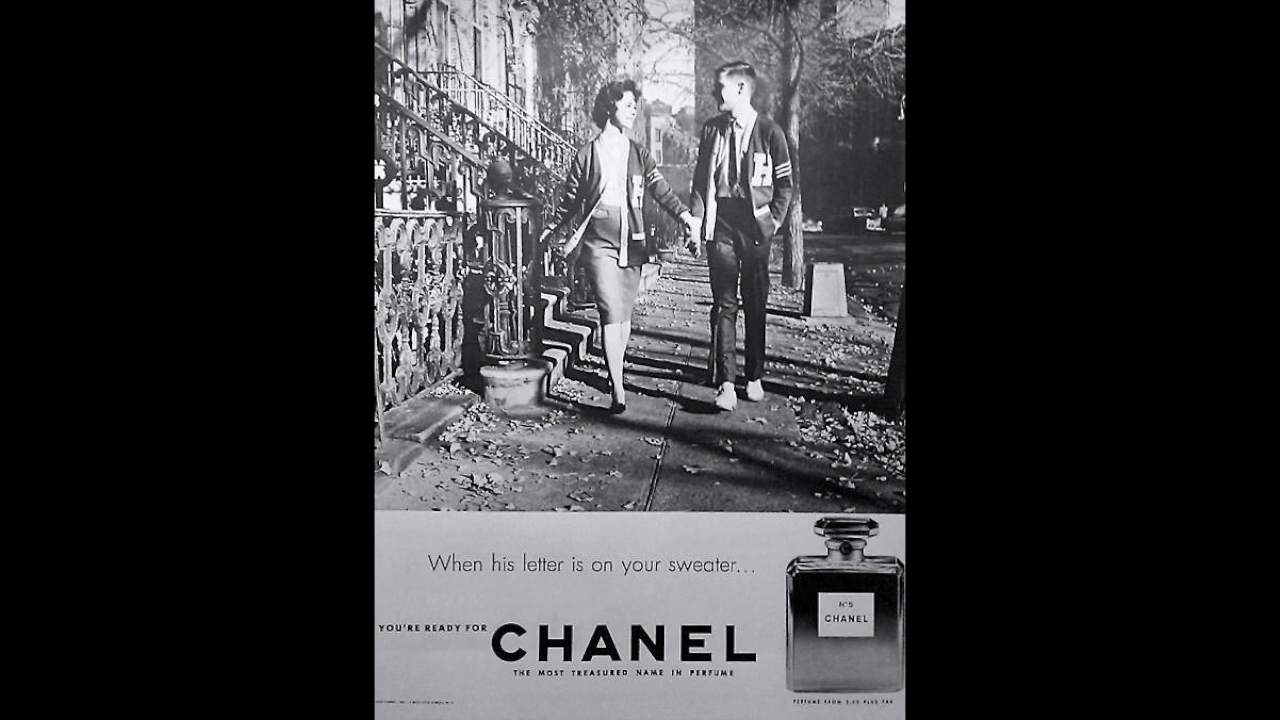 H
H
When his letter is on your sweater...
YOU'RE READY FOR CHANEL
THE MOST TREASURED NAME IN PERFUME
N°5
CHANEL